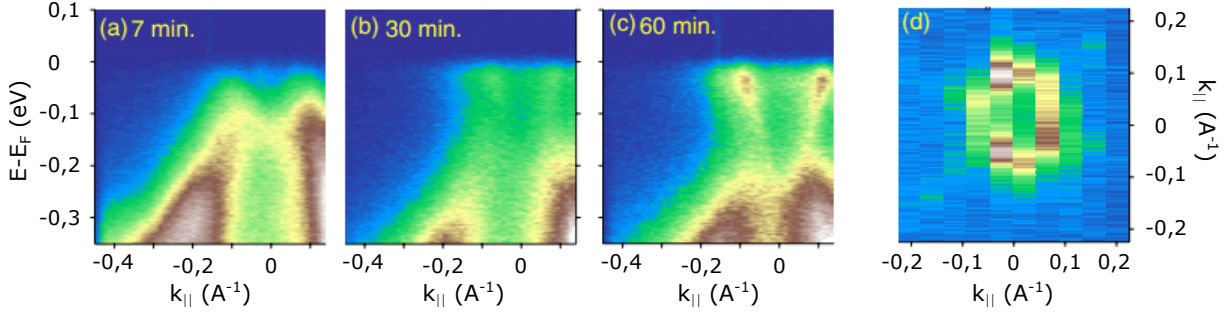 (a) 7 min.
(b) 30 min.
(c) 60 min.
(d)
0,1
0
-0,1
-0,2
-0,3
E-E_F (eV)
-0,4 -0,2 0
k_|| (A^-1)
-0,4 -0,2 0
k_|| (A^-1)
-0,4 -0,2 0
k_|| (A^-1)
-0,2 -0,1 0 0,1 0,2
k_|| (A^-1)
0,2
0,1
0
-0,1
-0,2
k_|| (A^-1)